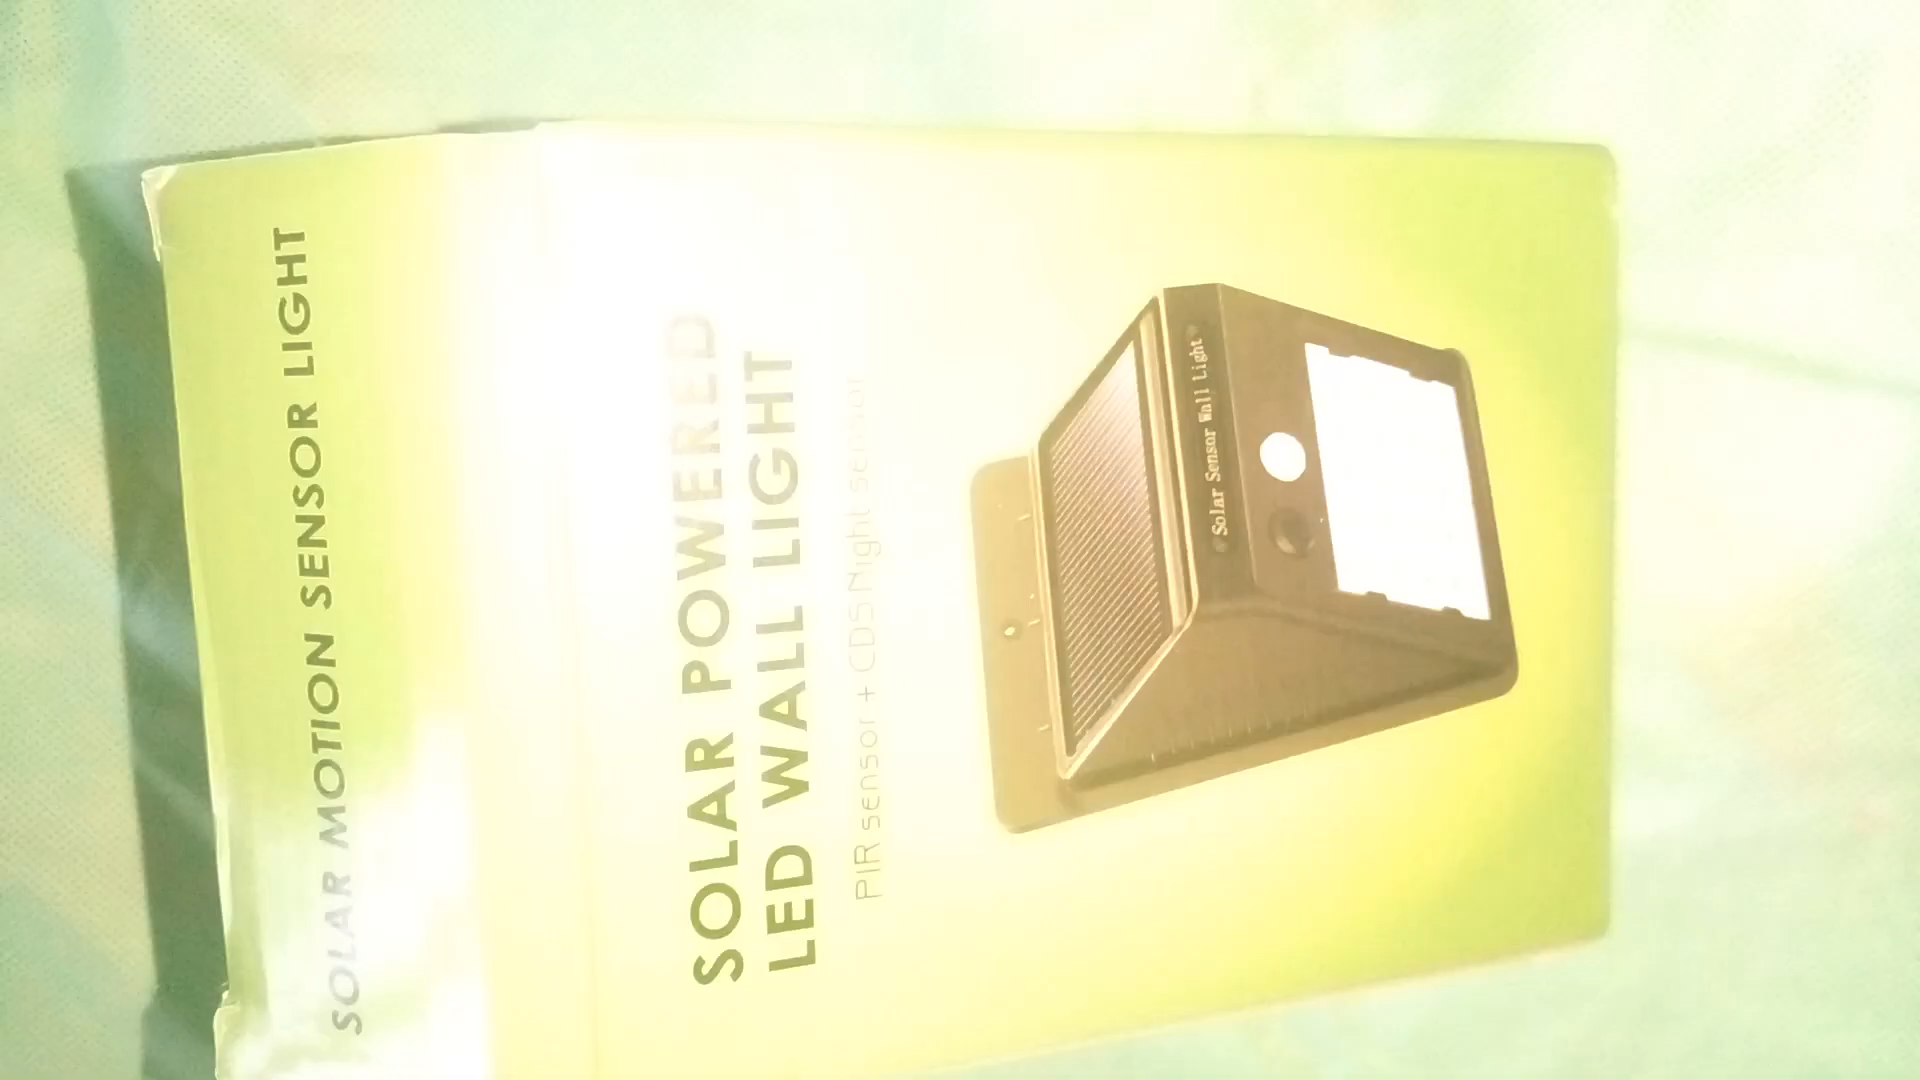 SOLAR MOTION SENSOR LIGHT
SOLAR POWERED
LED WALL LIGHT
PIR sensor + CDS Night sensor
Solar Sensor Wall Light